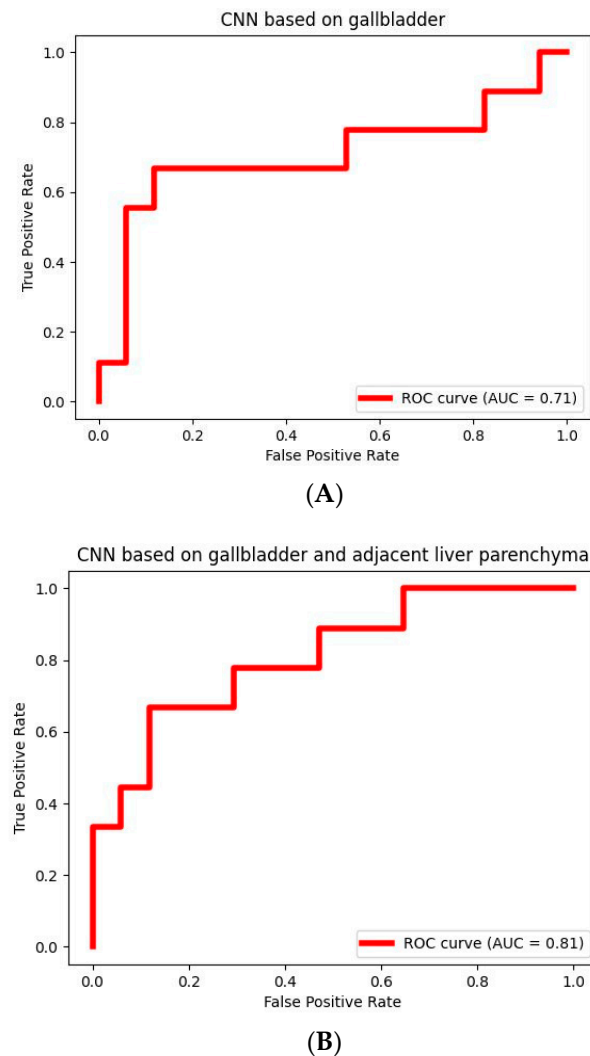 CNN based on gallbladder
1.0
0.8
0.6
0.4
0.2
0.0
True Positive Rate
ROC curve (AUC = 0.71)
0.0 0.2 0.4 0.6 0.8 1.0
False Positive Rate
(A)
CNN based on gallbladder and adjacent liver parenchyma
1.0
0.8
0.6
0.4
0.2
0.0
True Positive Rate
ROC curve (AUC = 0.81)
0.0 0.2 0.4 0.6 0.8 1.0
False Positive Rate
(B)